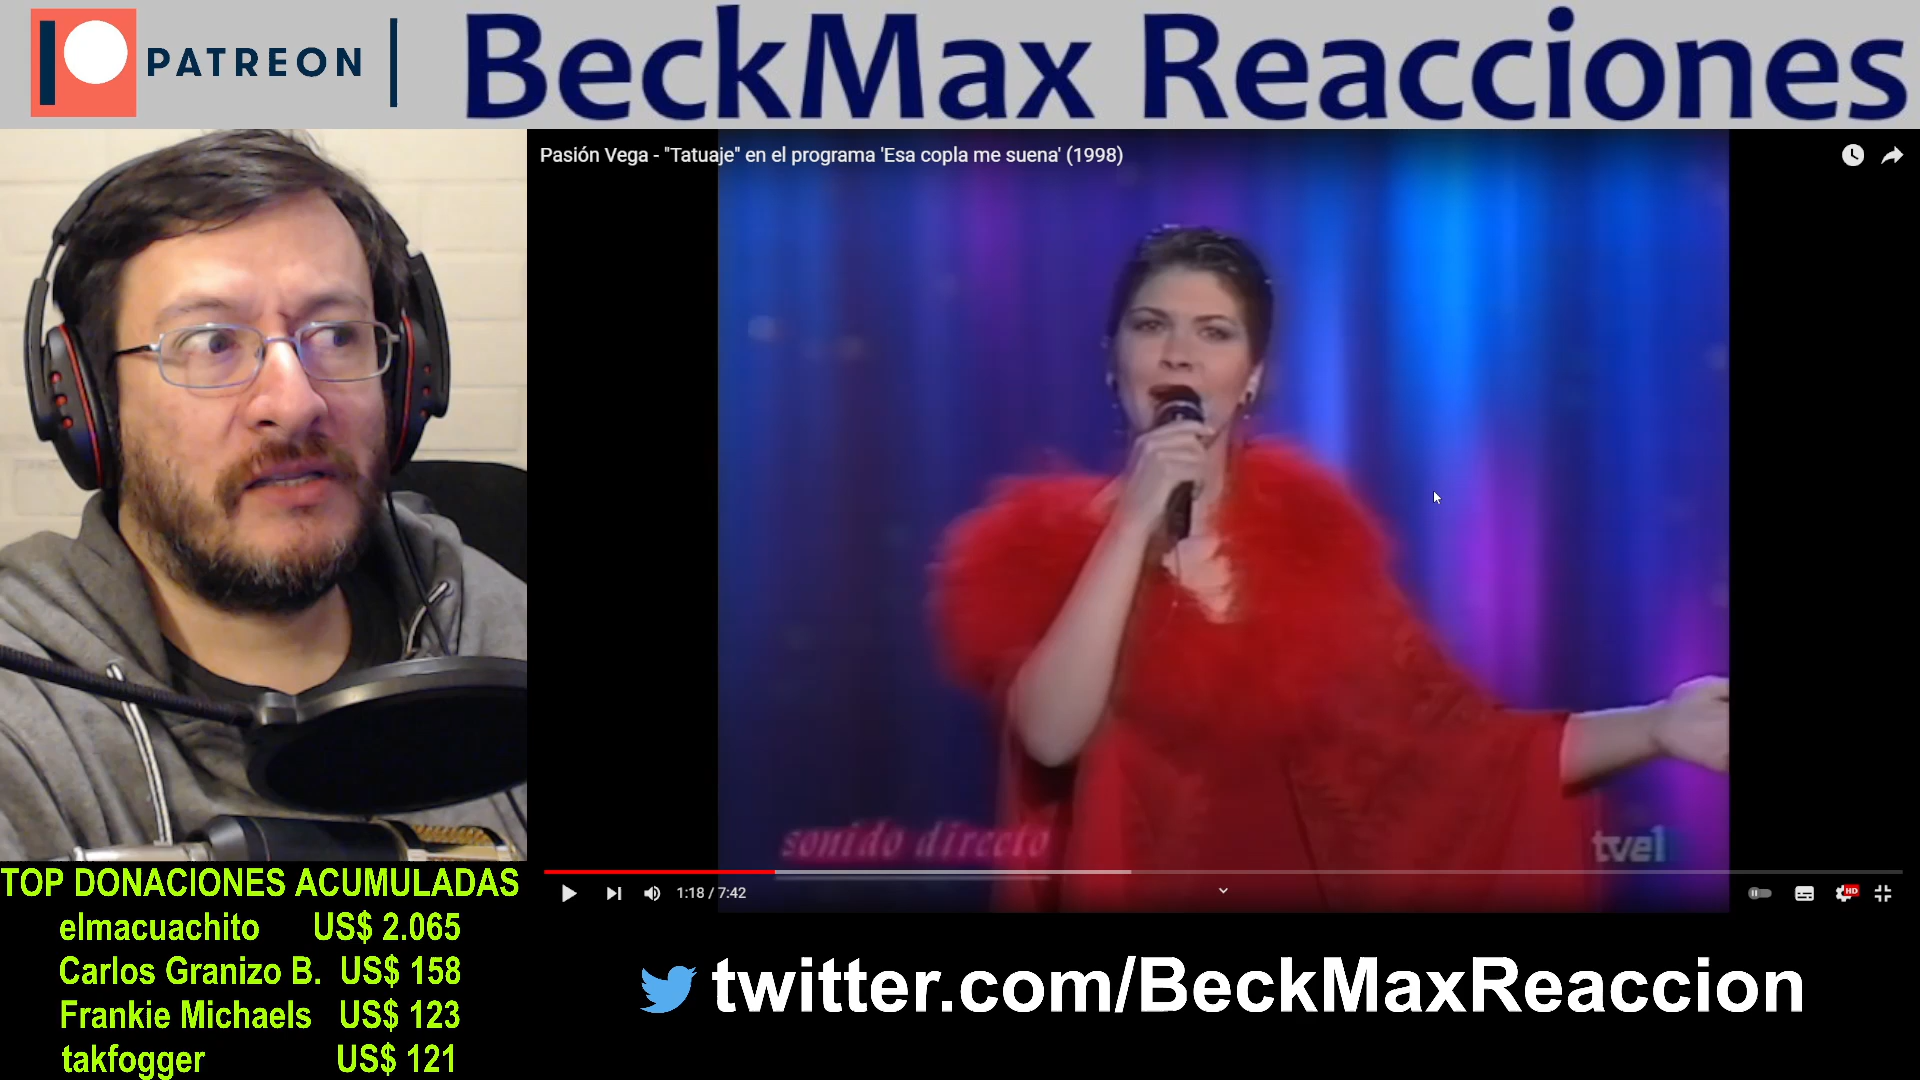 PATREON
BeckMax Reacciones
Pasión Vega - "Tatuaje" en el programa 'Esa copla me suena' (1998)
sonido directo
tve1
1:18 / 7:42
HD
TOP DONACIONES ACUMULADAS
elmacuachito US$ 2.065
Carlos Granizo B. US$ 158
Frankie Michaels US$ 123
takfogger US$ 121
twitter.com/BeckMaxReaccion